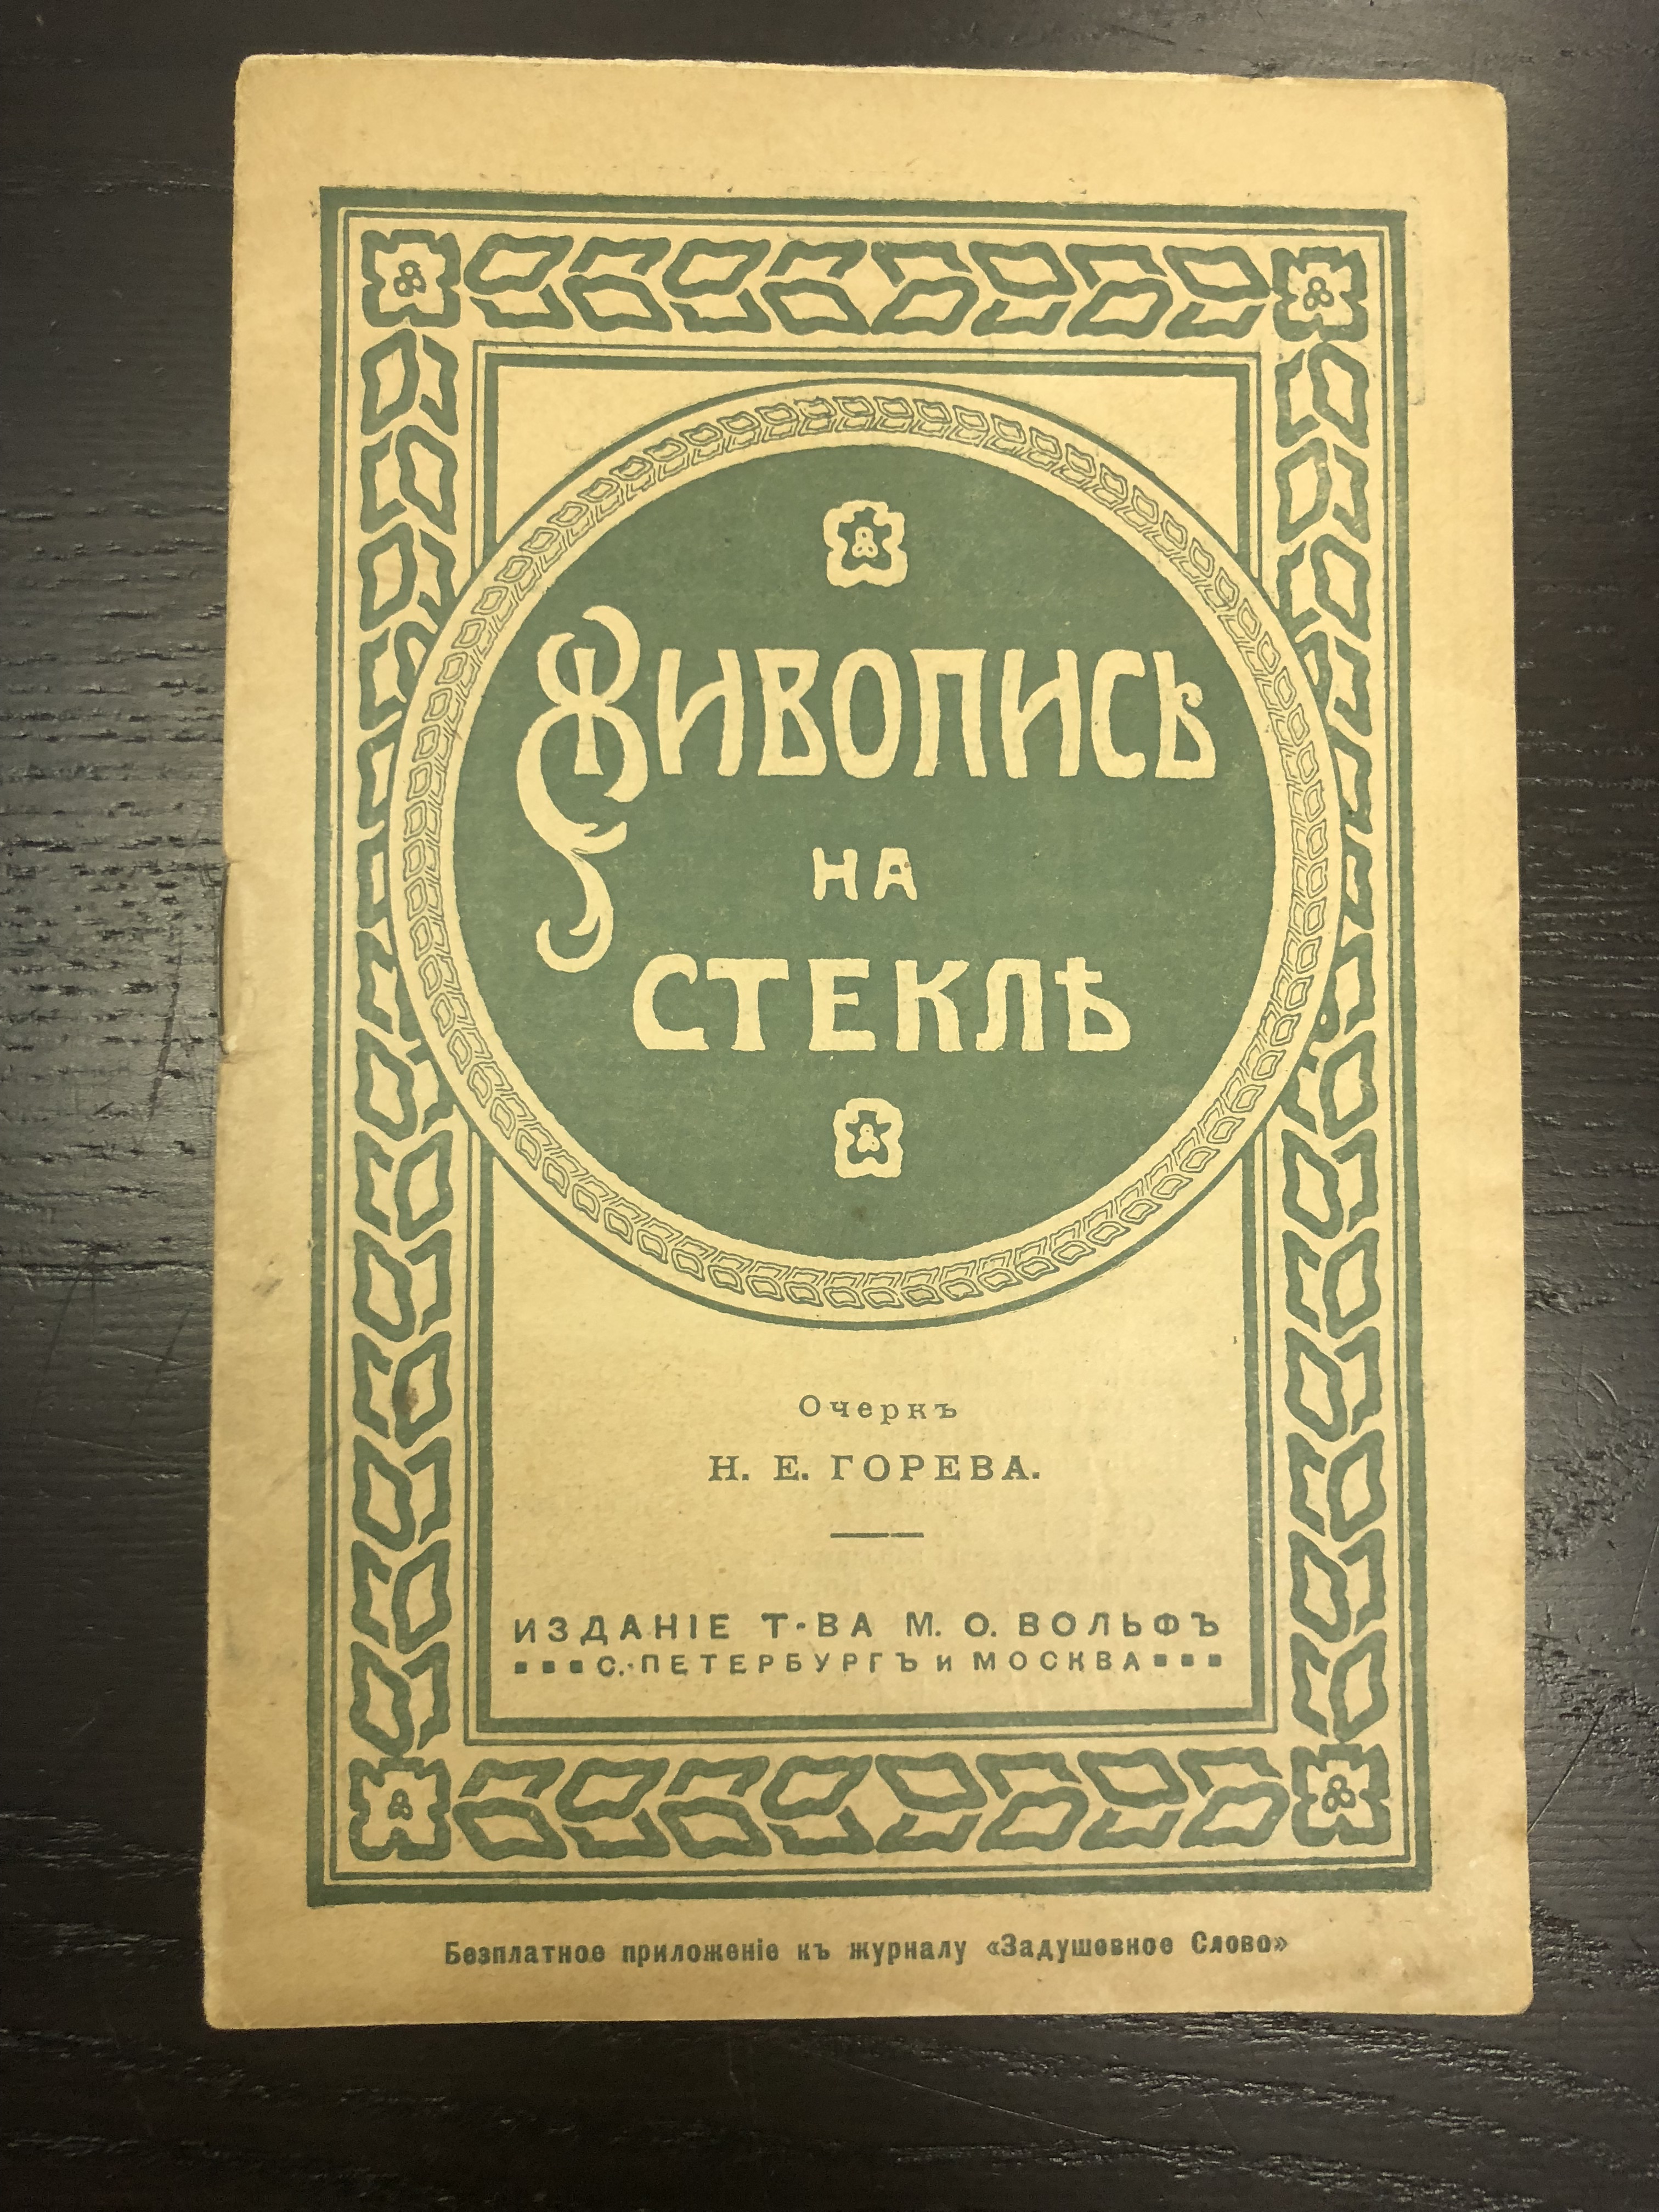 Живопись
на
стеклѣ
Очеркъ
Н. Е. ГОРЕВА.
ИЗДАНІЕ Т-ВА М. О. ВОЛЬФЪ
С.-ПЕТЕРБУРГЪ и МОСКВА
Безплатное приложеніе къ журналу «Задушевное Слово»